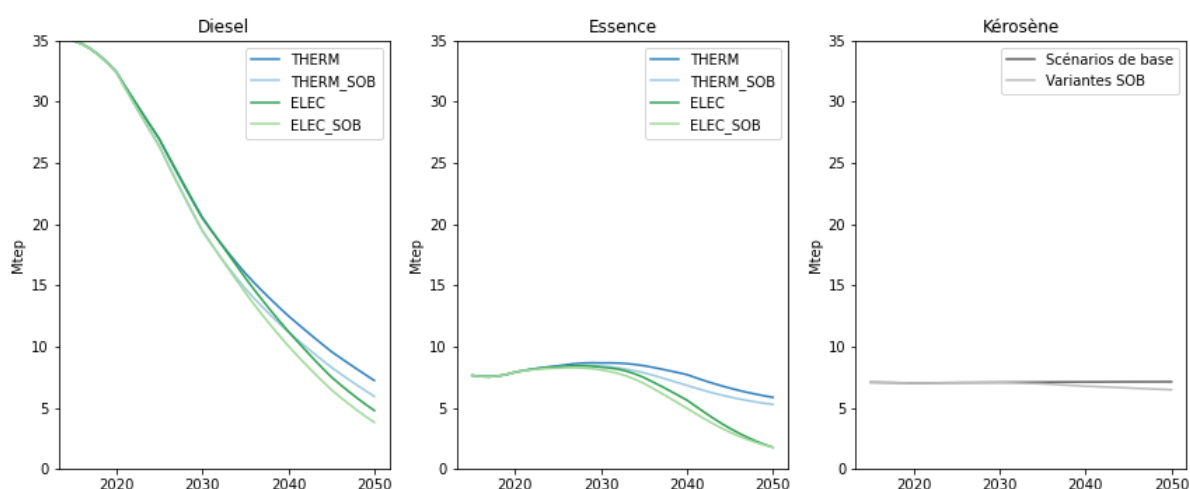 Diesel
35
30
25
20
15
10
5
0
Mtep
2020
2030
2040
2050
THERM
THERM_SOB
ELEC
ELEC_SOB
Essence
35
30
25
20
15
10
5
0
Mtep
2020
2030
2040
2050
THERM
THERM_SOB
ELEC
ELEC_SOB
Kérosène
35
30
25
20
15
10
5
0
Mtep
2020
2030
2040
2050
Scénarios de base
Variantes SOB